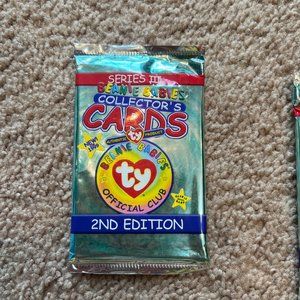 SERIES III
BEANIE BABIES
COLLECTOR'S
CARDS
BEANIE BABIES
ty
OFFICIAL CLUB
2ND EDITION